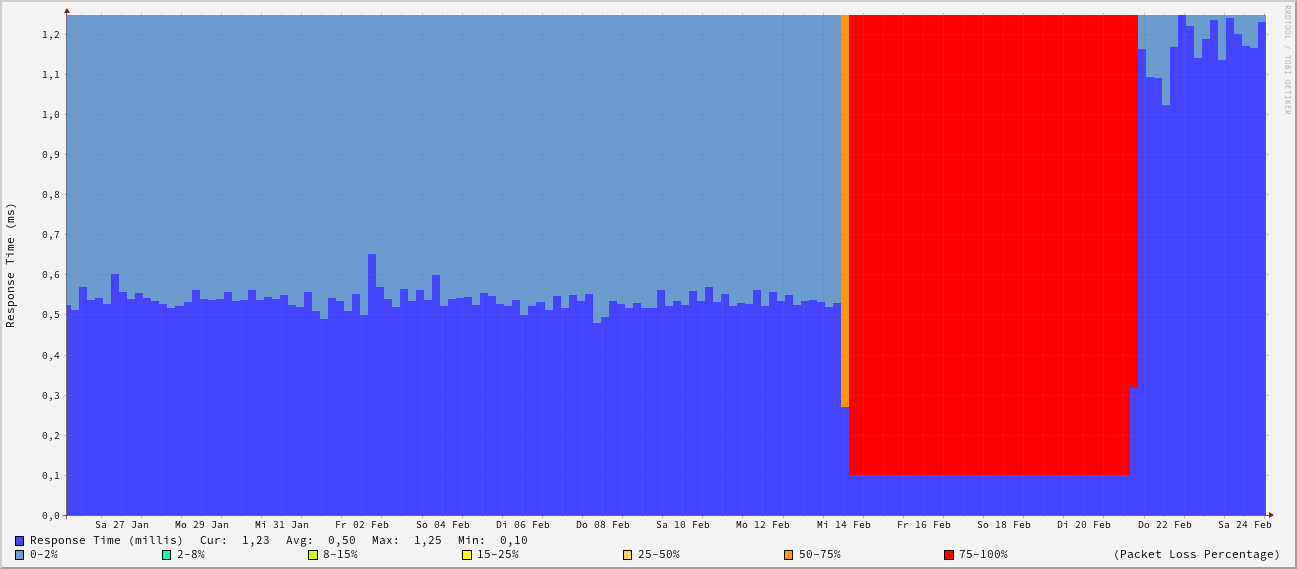 RRDTOOL / TOBI OETIKER
Response Time (ms)
1,2
1,1
1,0
0,9
0,8
0,7
0,6
0,5
0,4
0,3
0,2
0,1
0,0
Sa 27 Jan Mo 29 Jan Mi 31 Jan Fr 02 Feb So 04 Feb Di 06 Feb Do 08 Feb Sa 10 Feb Mo 12 Feb Mi 14 Feb Fr 16 Feb So 18 Feb Di 20 Feb Do 22 Feb Sa 24 Feb
Response Time (millis) Cur: 1,23 Avg: 0,50 Max: 1,25 Min: 0,10
0-2% 2-8% 8-15% 15-25% 25-50% 50-75% 75-100% (Packet Loss Percentage)